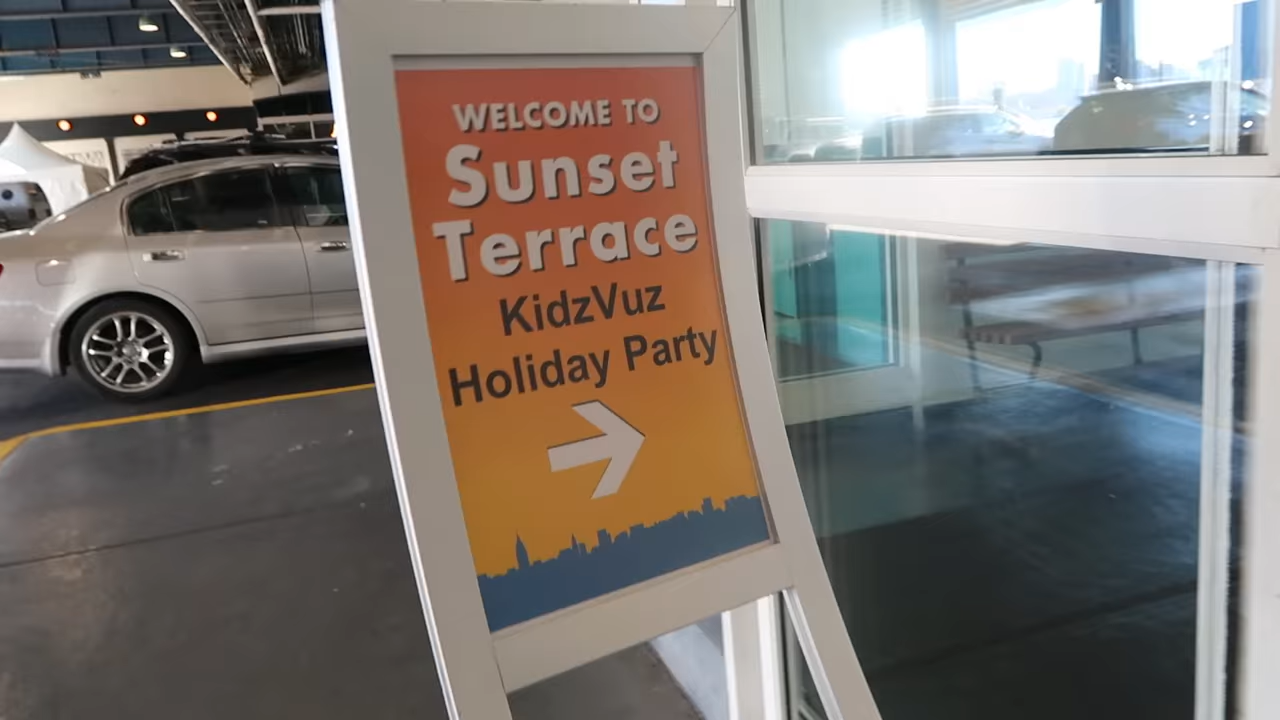 WELCOME TO
Sunset
Terrace
KidzVuz
Holiday Party